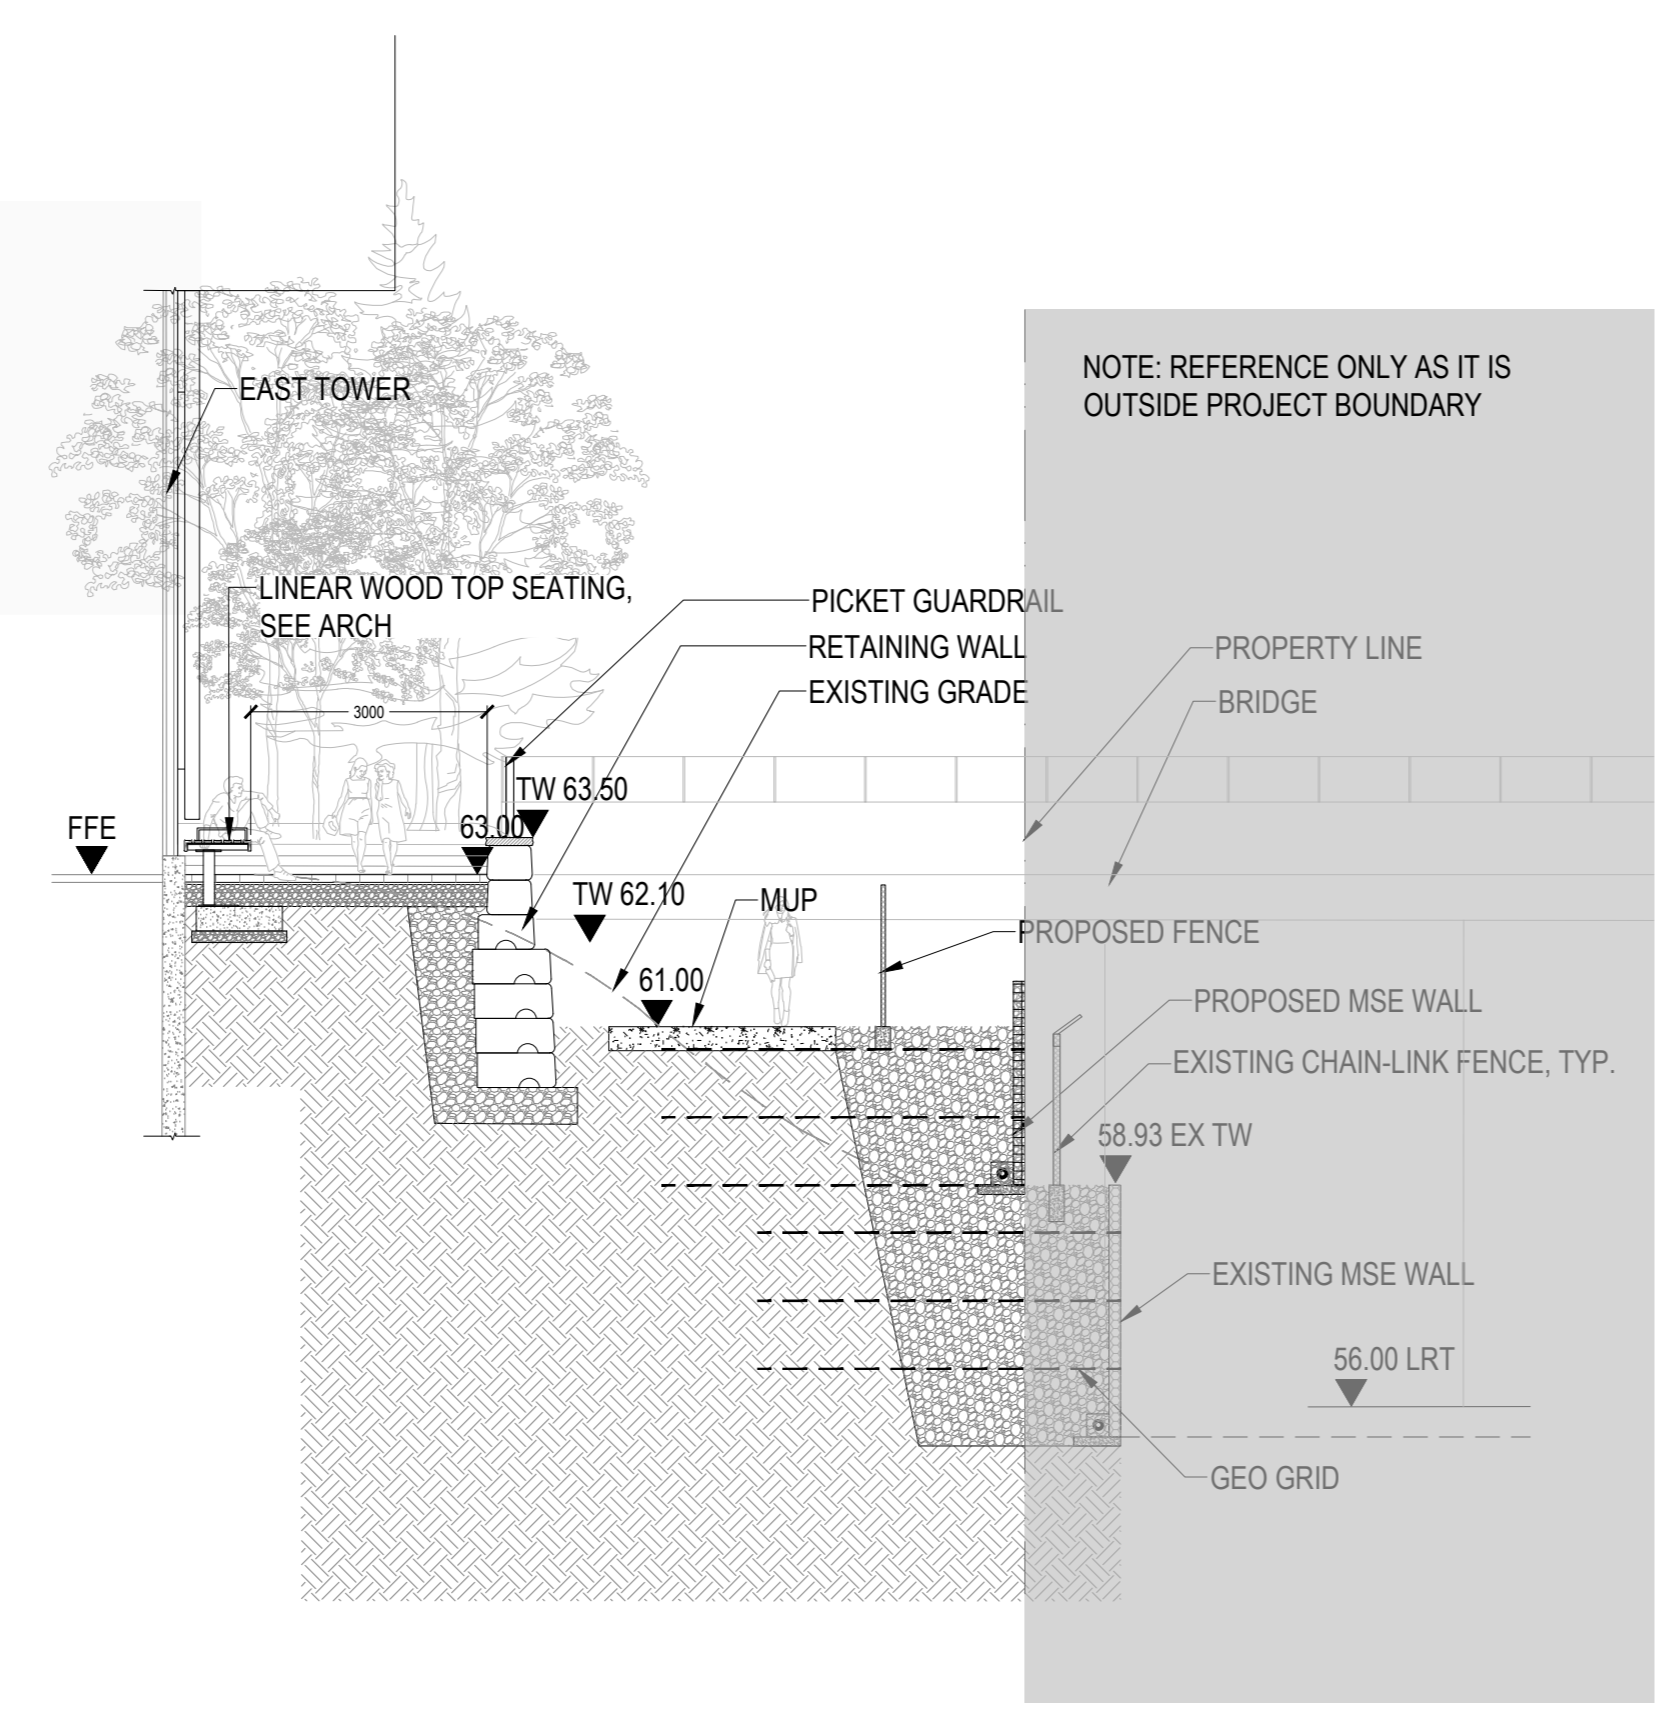 NOTE: REFERENCE ONLY AS IT IS
OUTSIDE PROJECT BOUNDARY
EAST TOWER
LINEAR WOOD TOP SEATING,
SEE ARCH
PICKET GUARDRAIL
RETAINING WALL
EXISTING GRADE
PROPERTY LINE
BRIDGE
3000
TW 63.50
63.00
FFE
TW 62.10
MUP
PROPOSED FENCE
61.00
PROPOSED MSE WALL
EXISTING CHAIN-LINK FENCE, TYP.
58.93 EX TW
EXISTING MSE WALL
56.00 LRT
GEO GRID